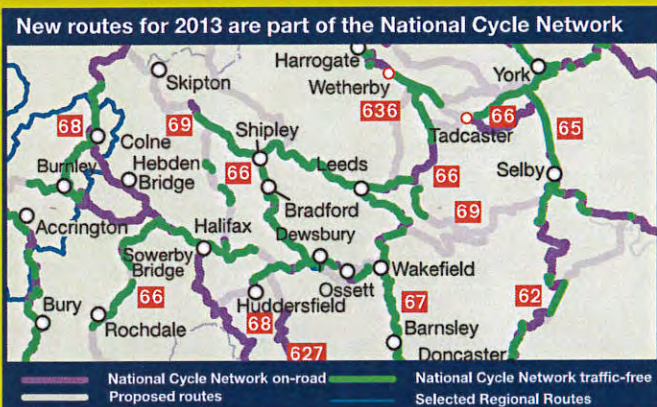 New routes for 2013 are part of the National Cycle Network
Harrogate
York
Skipton
Wetherby
636
66
Tadcaster
68
69
Colne
Shipley
65
Burnley
Hebden
Bridge
66
Leeds
66
Selby
Bradford
69
Accrington
Halifax
Dewsbury
Sowerby
Bridge
Wakefield
Ossett
66
Huddersfield
67
62
Bury
Rochdale
68
Barnsley
627
Doncaster
National Cycle Network on-road
National Cycle Network traffic-free
Proposed routes
Selected Regional Routes